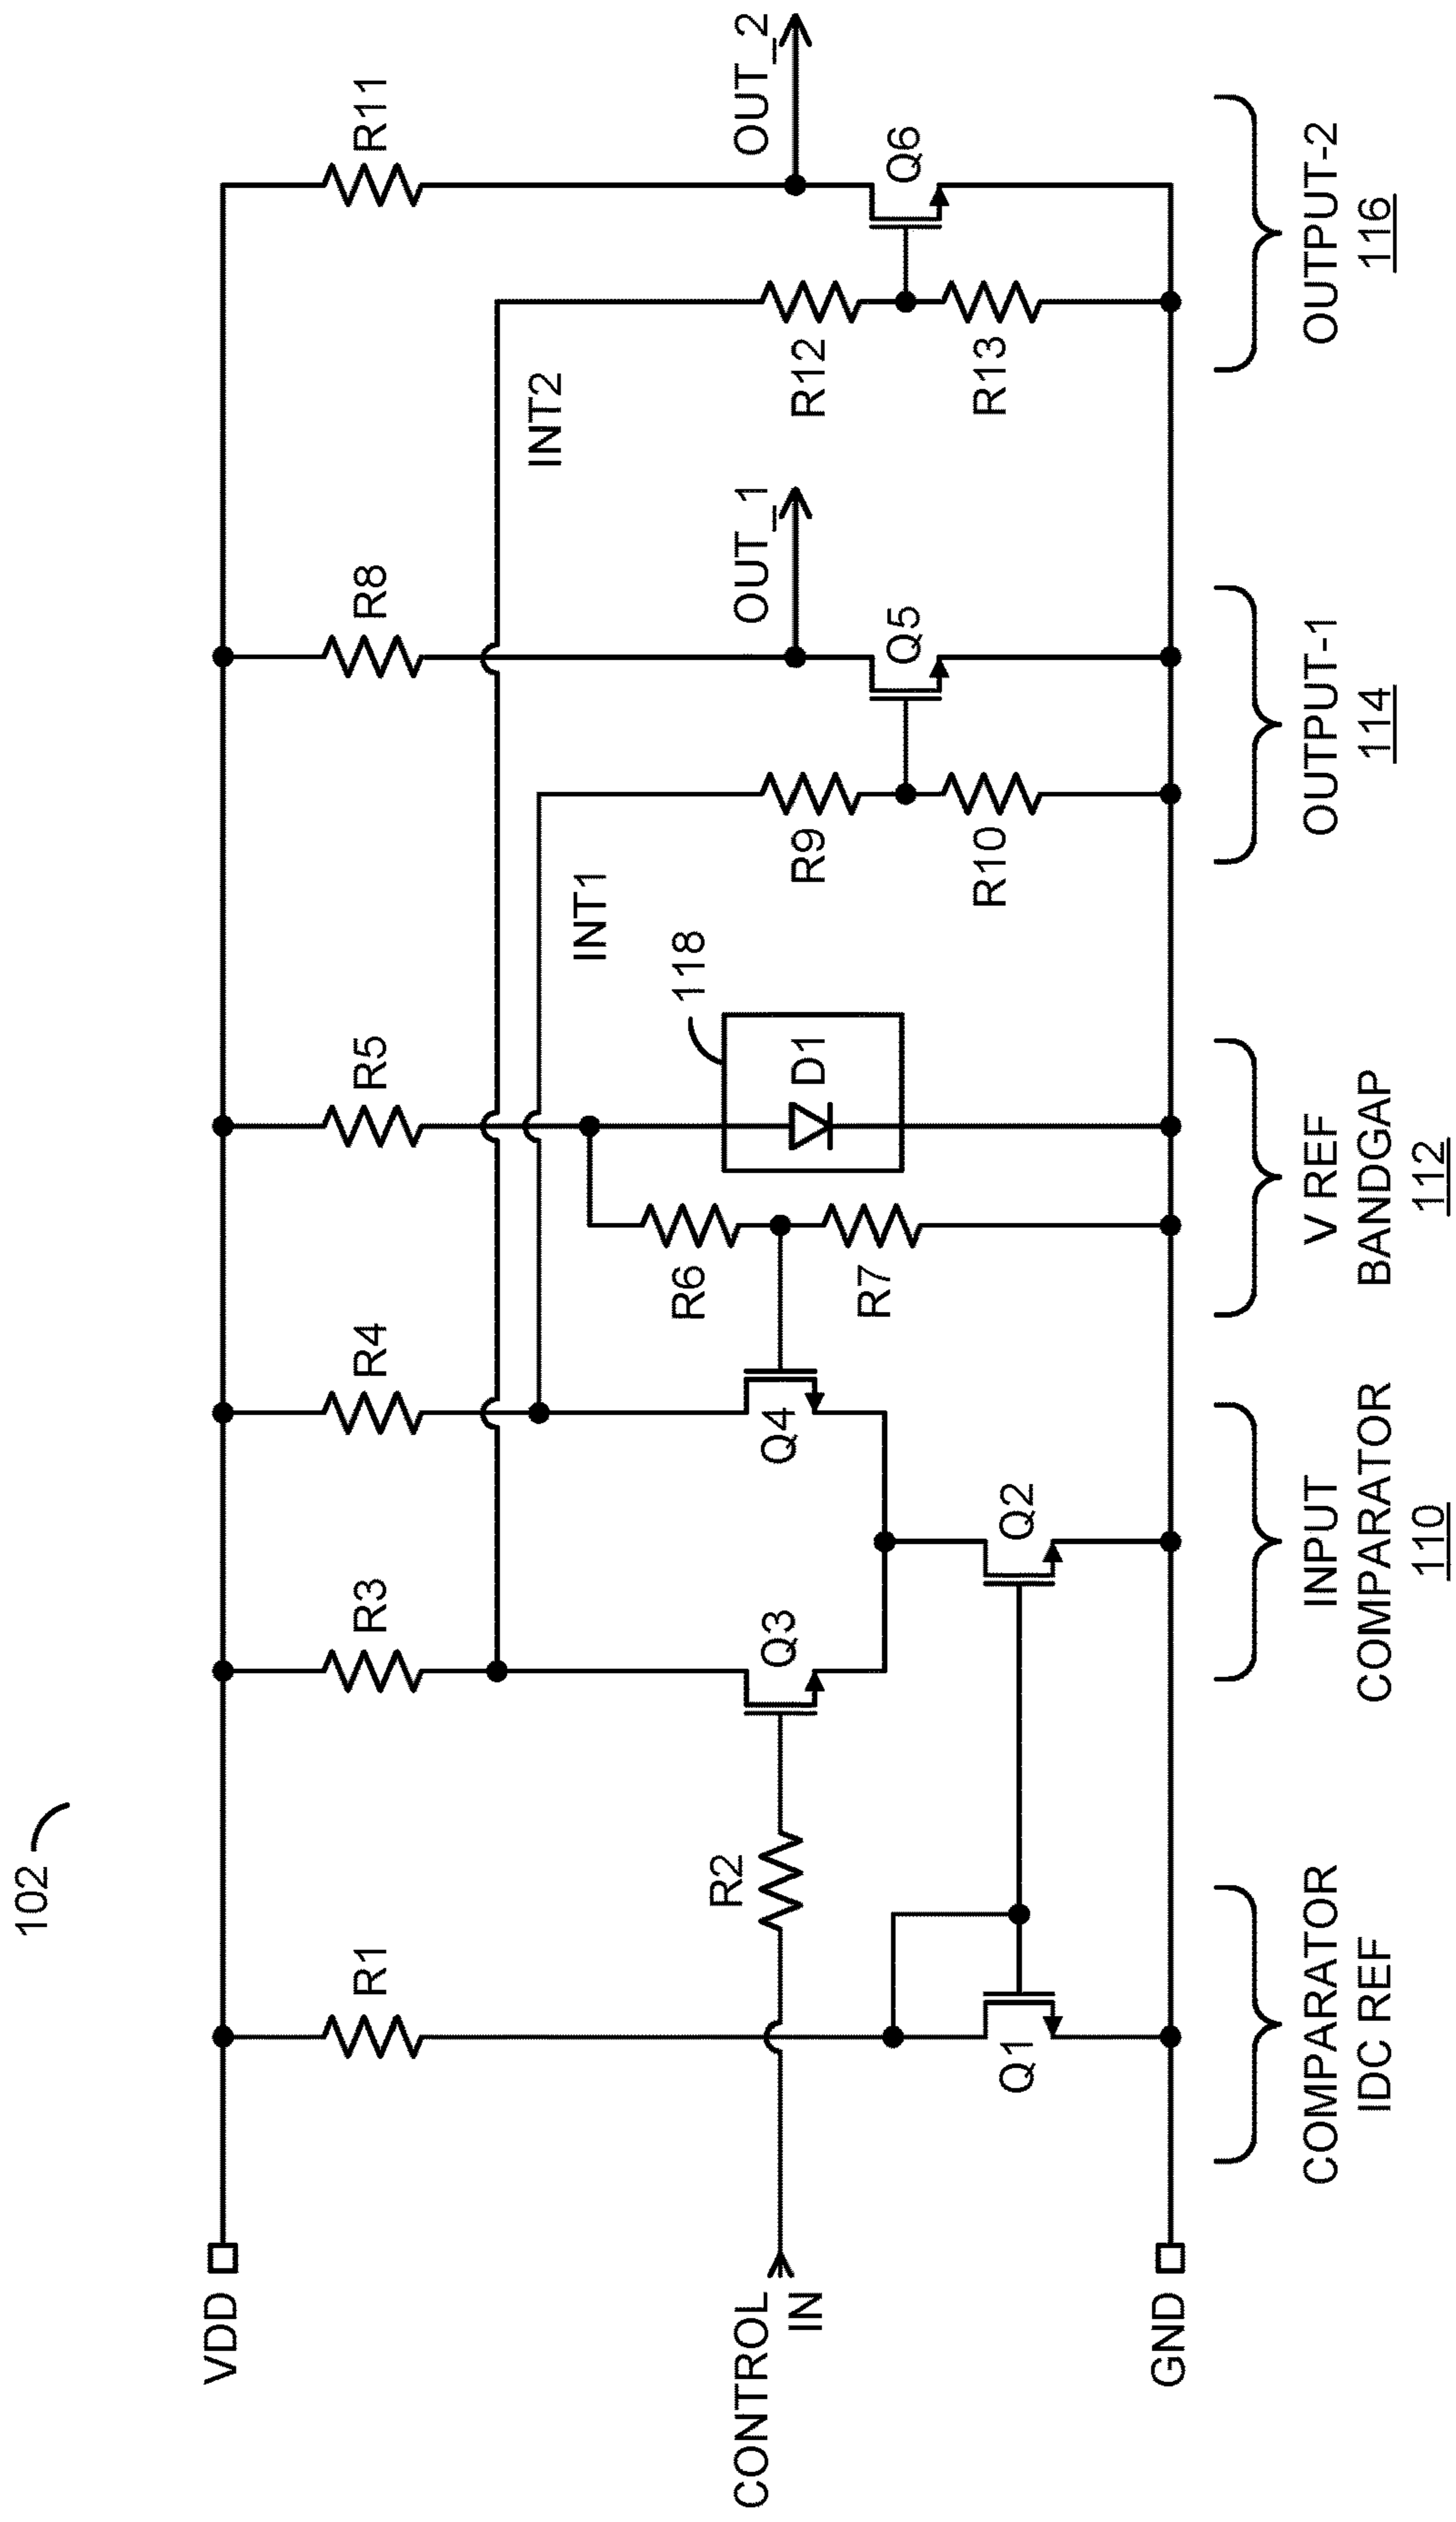 102
VDD
R1
R3
R4
R5
R8
R11
INT2
INT1
118
D1
R2
Q3
Q4
R6
R7
R9
R10
R12
R13
OUT_1
OUT_2
Q5
Q6
CONTROL
IN
Q1
Q2
GND
COMPARATOR
IDC REF
INPUT
COMPARATOR
110
V REF
BANDGAP
112
OUTPUT-1
114
OUTPUT-2
116